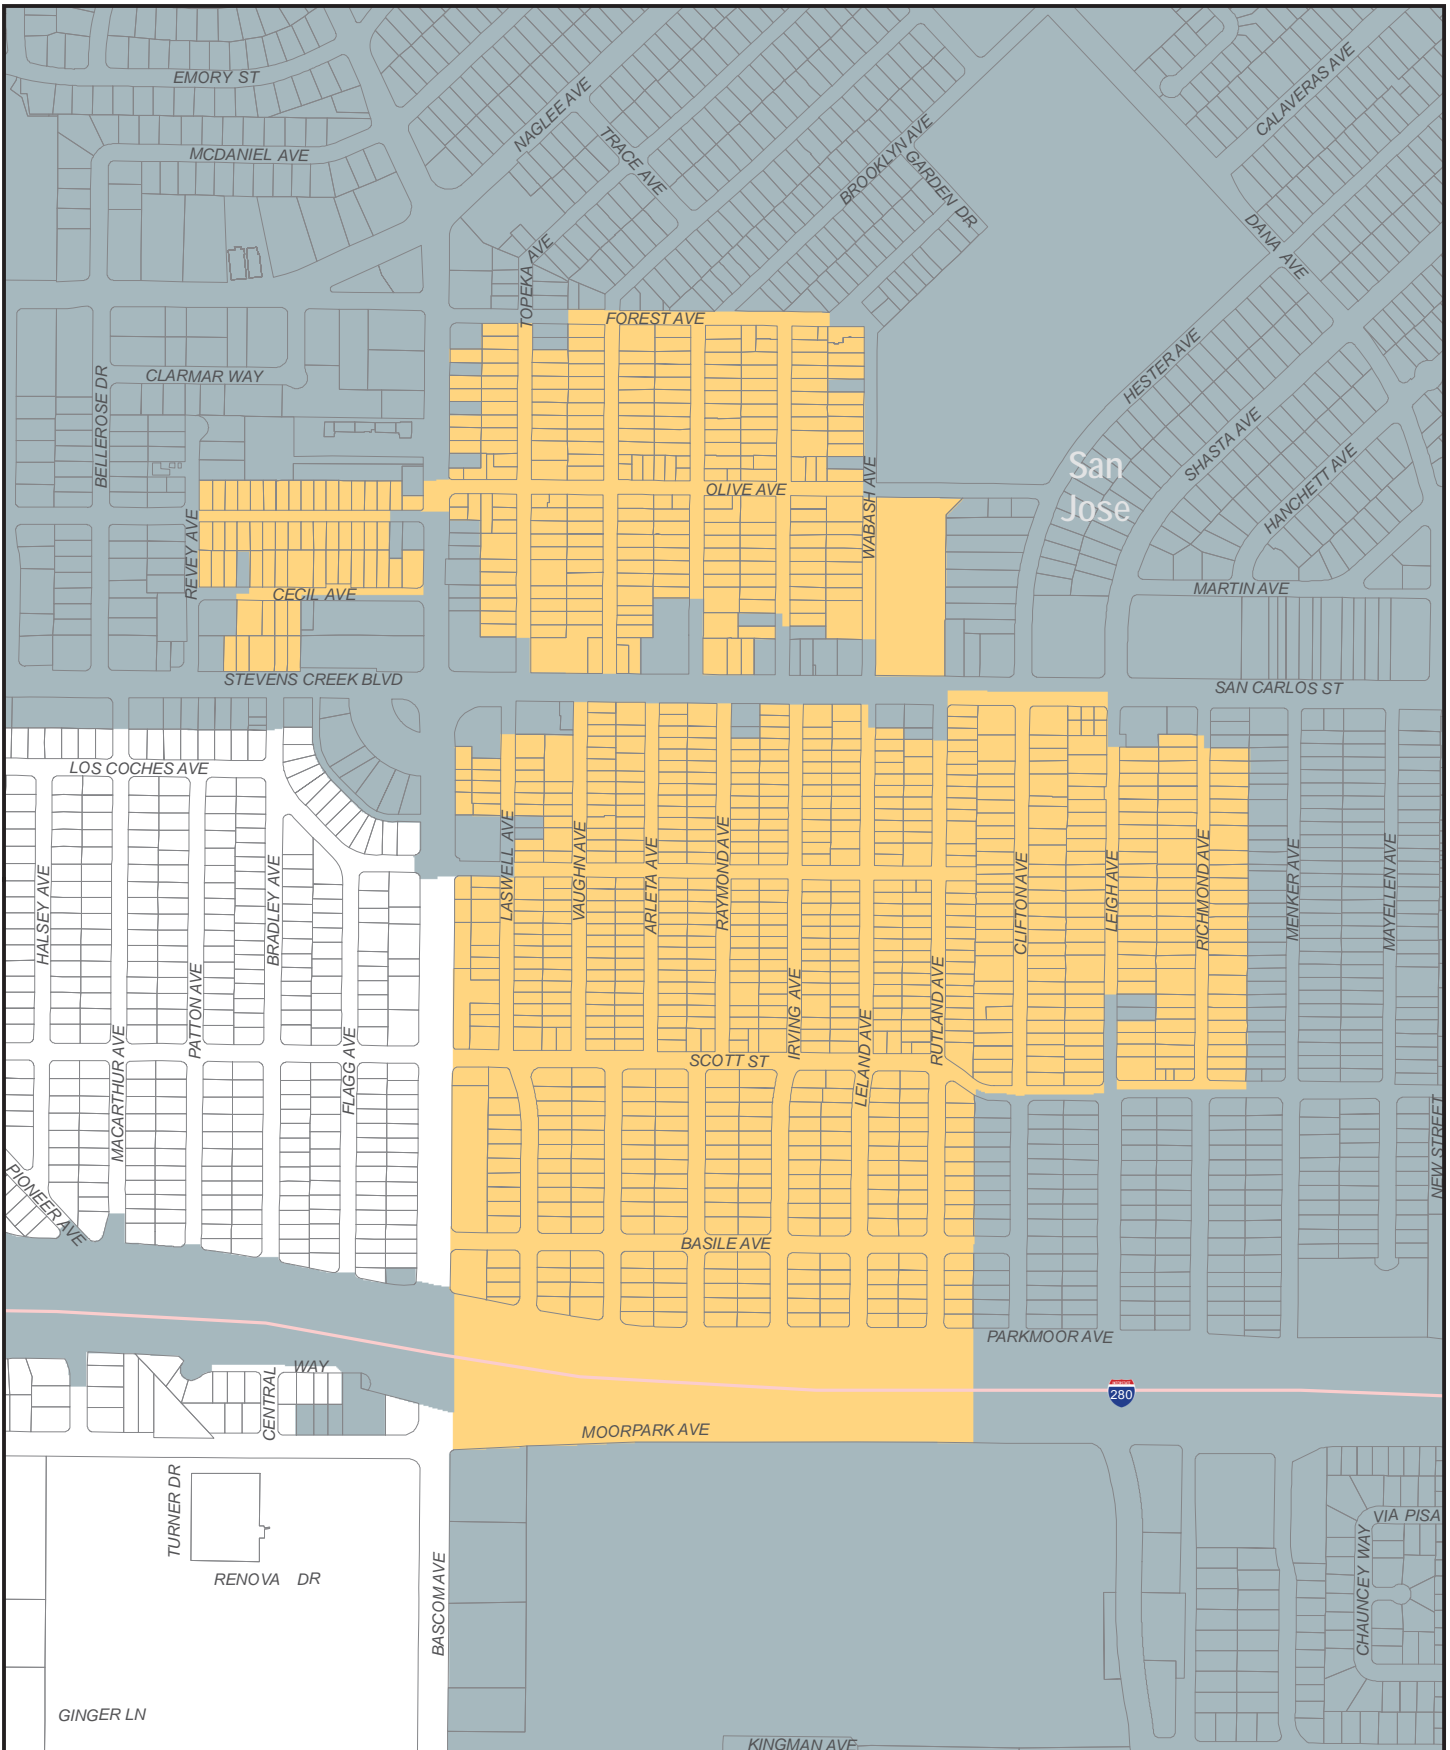 EMORY ST
NAGLEE AVE
CALAVERAS AVE
MCDANIEL AVE
TRACE AVE
BROOKLYN AVE
GARDEN DR
DANA AVE
TOPEKA AVE
FOREST AVE
CLARMAR WAY
HESTER AVE
BELLEROSE DR
SHASTA AVE
HANCHETT AVE
San
Jose
OLIVE AVE
WABASH AVE
REVEY AVE
CECIL AVE
MARTIN AVE
STEVENS CREEK BLVD
SAN CARLOS ST
LOS COCHES AVE
HALSEY AVE
BRADLEY AVE
LASWELL AVE
VAUGHN AVE
ARLETA AVE
RAYMOND AVE
CLIFTON AVE
LEIGH AVE
RICHMOND AVE
MENKER AVE
MAYELLEN AVE
PATTON AVE
IRVING AVE
RUTLAND AVE
MACARTHUR AVE
FLAGG AVE
SCOTT ST
LELAND AVE
NEW STREET
PIONEER AVE
BASILE AVE
PARKMOOR AVE
WAY
CENTRAL
280
MOORPARK AVE
TURNER DR
VIA PISA
RENOVA DR
BASCOM AVE
CHAUNCEY WAY
GINGER LN
KINGMAN AVE